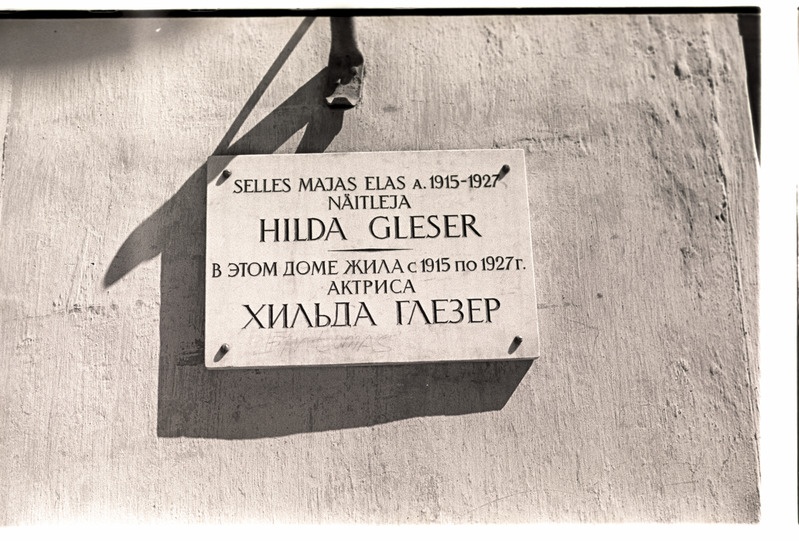 SELLES MAJAS ELAS A. 1915-1927
NÄITLEJA
HILDA GLESER
В ЭТОМ ДОМЕ ЖИЛА с 1915 по 1927 г.
АКТРИСА
ХИЛЬДА ГЛЕЗЕР